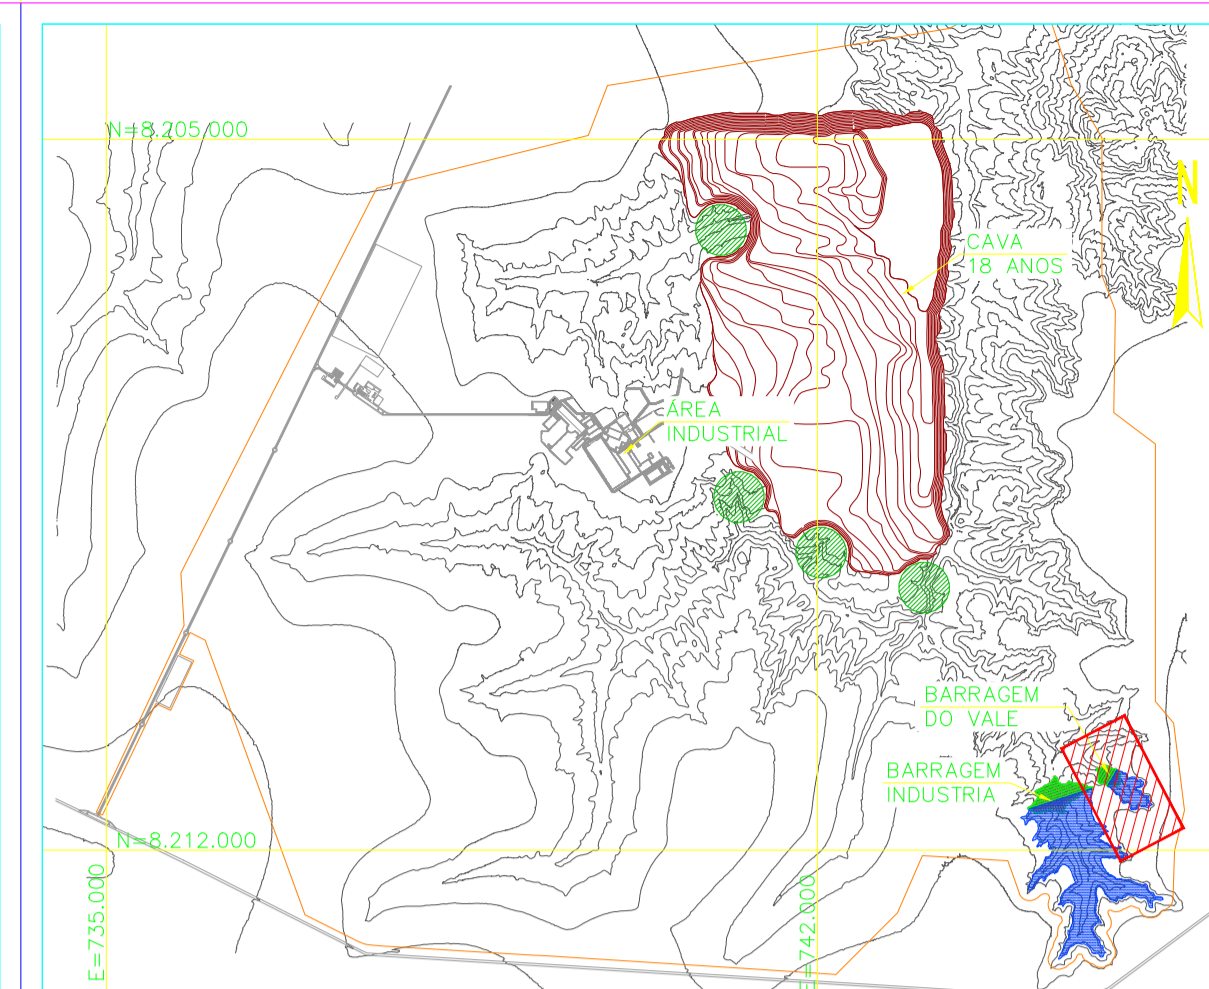 N=8.205.000
N
CAVA
18 ANOS
ÁREA
INDUSTRIAL
BARRAGEM
DO VALE
BARRAGEM
INDUSTRIA
N=8.212.000
E=735.000
E=742.000